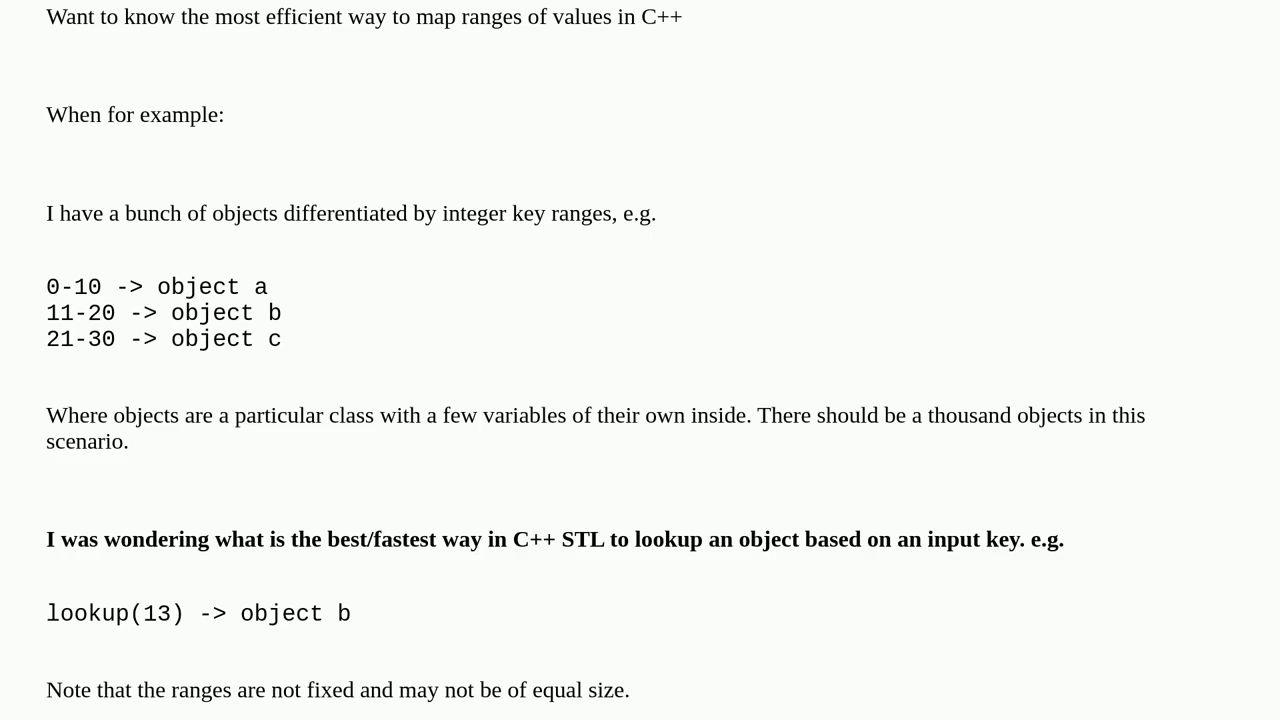 Want to know the most efficient way to map ranges of values in C++
When for example:
I have a bunch of objects differentiated by integer key ranges, e.g.
0-10 -> object a
11-20 -> object b
21-30 -> object c
Where objects are a particular class with a few variables of their own inside. There should be a thousand objects in this
scenario.
I was wondering what is the best/fastest way in C++ STL to lookup an object based on an input key. e.g.
lookup(13) -> object b
Note that the ranges are not fixed and may not be of equal size.